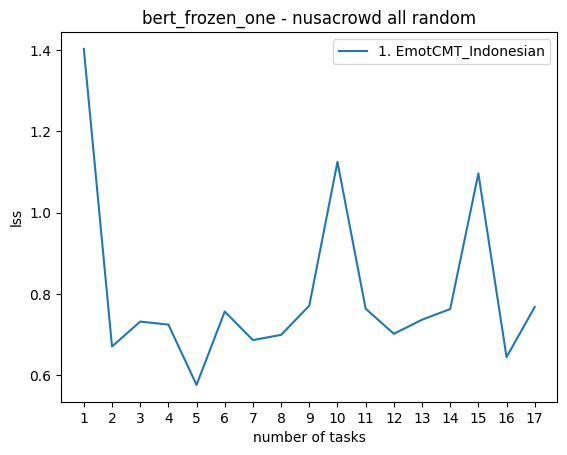 bert_frozen_one - nusacrowd all random
1. EmotCMT_Indonesian
1.4
1.2
1.0
0.8
0.6
lss
1 2 3 4 5 6 7 8 9 10 11 12 13 14 15 16 17
number of tasks